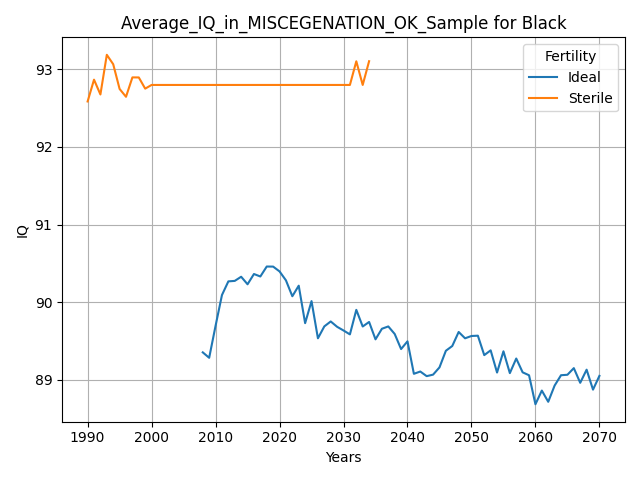 Average_IQ_in_MISCEGENATION_OK_Sample for Black
Fertility
Ideal
Sterile
93
92
91
90
89
IQ
1990 2000 2010 2020 2030 2040 2050 2060 2070
Years